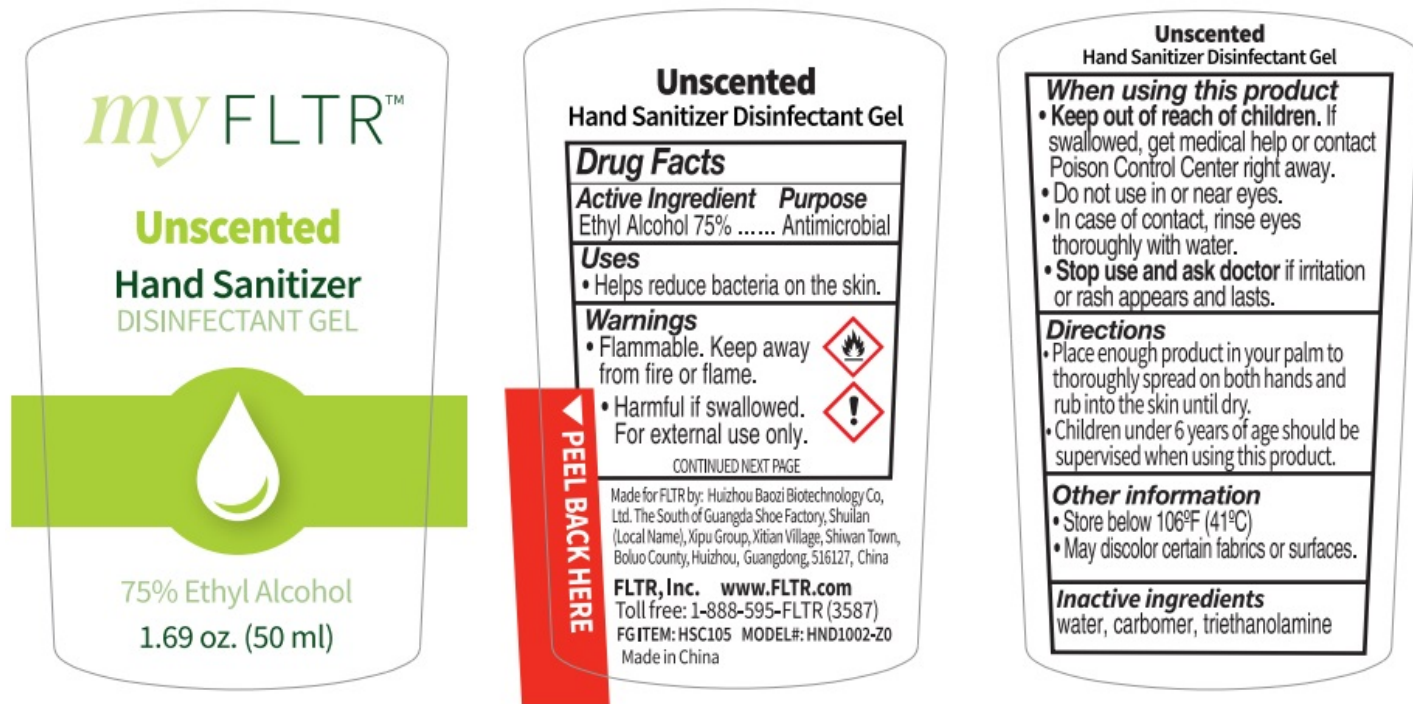 my FLTR™
Unscented
Hand Sanitizer
DISINFECTANT GEL
75% Ethyl Alcohol
1.69 oz. (50 ml)
Unscented
Hand Sanitizer Disinfectant Gel
Drug Facts
Active Ingredient Purpose
Ethyl Alcohol 75% ...... Antimicrobial
Uses
• Helps reduce bacteria on the skin.
Warnings
• Flammable. Keep away
from fire or flame.
• Harmful if swallowed.
For external use only.
CONTINUED NEXT PAGE
PEEL BACK HERE
Made for FLTR by: Huizhou Baozi Biotechnology Co,
Ltd. The South of Guangda Shoe Factory, Shuilan
(Local Name), Xipu Group, Xitian Village, Shiwan Town,
Boluo County, Huizhou, Guangdong, 516127, China
FLTR, Inc. www.FLTR.com
Toll free: 1-888-595-FLTR (3587)
FG ITEM: HSC105 MODEL#: HND1002-Z0
Made in China
Unscented
Hand Sanitizer Disinfectant Gel
When using this product
• Keep out of reach of children. If
swallowed, get medical help or contact
Poison Control Center right away.
• Do not use in or near eyes.
• In case of contact, rinse eyes
thoroughly with water.
• Stop use and ask doctor if irritation
or rash appears and lasts.
Directions
• Place enough product in your palm to
thoroughly spread on both hands and
rub into the skin until dry.
• Children under 6 years of age should be
supervised when using this product.
Other information
• Store below 106ºF (41ºC)
• May discolor certain fabrics or surfaces.
Inactive ingredients
water, carbomer, triethanolamine